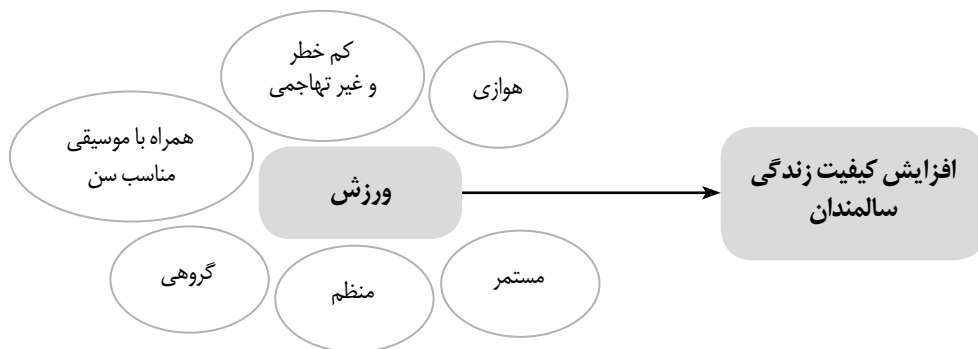 کم خطر
و غیر تهاجمی
هوازی
همراه با موسیقی
مناسب سن
ورزش
افزایش کیفیت زندگی
سالمندان
گروهی
منظم
مستمر